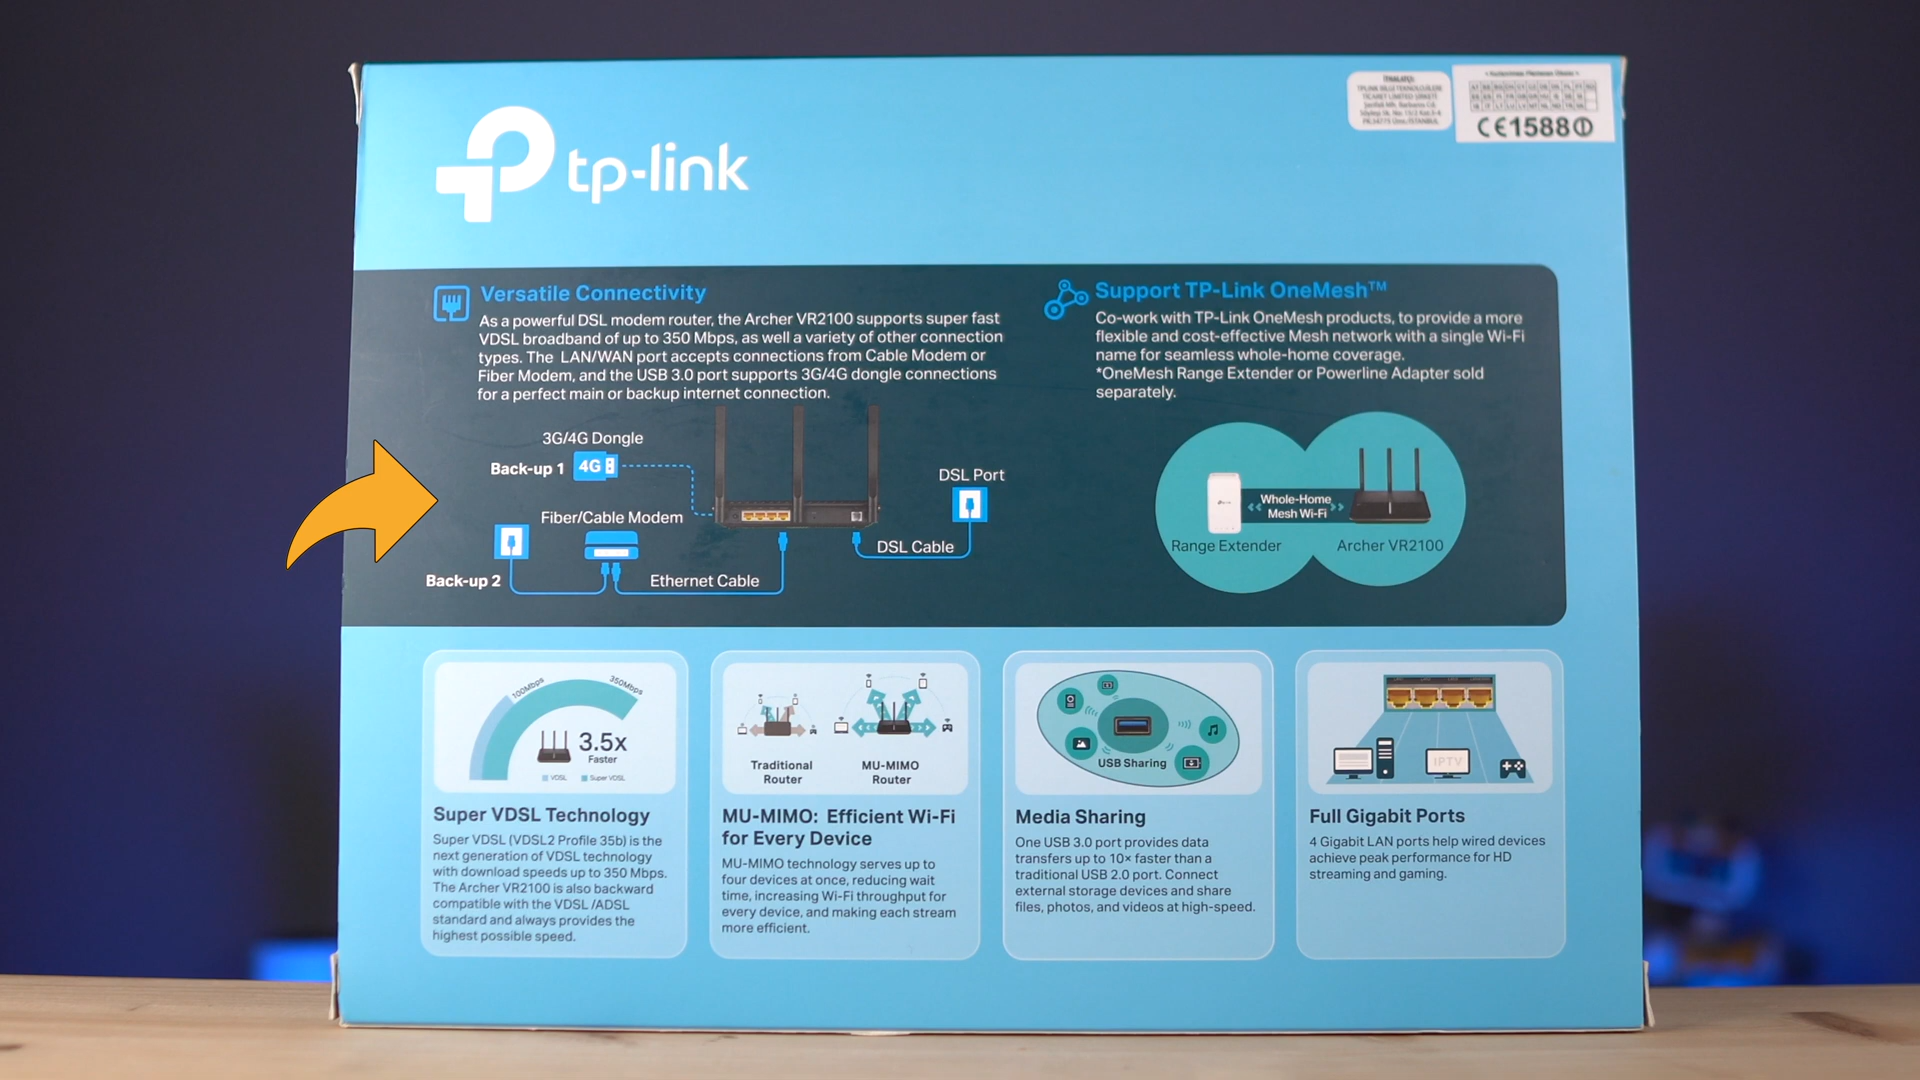 tp-link
CE1588
Versatile Connectivity
As a powerful DSL modem router, the Archer VR2100 supports super fast
VDSL broadband of up to 350 Mbps, as well a variety of other connection
types. The LAN/WAN port accepts connections from Cable Modem or
Fiber Modem, and the USB 3.0 port supports 3G/4G dongle connections
for a perfect main or backup internet connection.
3G/4G Dongle
Back-up 1
4G
Fiber/Cable Modem
Back-up 2
Ethernet Cable
DSL Port
DSL Cable
Support TP-Link OneMesh™
Co-work with TP-Link OneMesh products, to provide a more
flexible and cost-effective Mesh network with a single Wi-Fi
name for seamless whole-home coverage.
*OneMesh Range Extender or Powerline Adapter sold
separately.
Whole-Home
Mesh Wi-Fi
Range Extender
Archer VR2100
100Mbps
350Mbps
3.5x
Faster
VDSL
Super VDSL
Super VDSL Technology
Super VDSL (VDSL2 Profile 35b) is the
next generation of VDSL technology
with download speeds up to 350 Mbps.
The Archer VR2100 is also backward
compatible with the VDSL /ADSL
standard and always provides the
highest possible speed.
Traditional
Router
MU-MIMO
Router
MU-MIMO: Efficient Wi-Fi
for Every Device
MU-MIMO technology serves up to
four devices at once, reducing wait
time, increasing Wi-Fi throughput for
every device, and making each stream
more efficient.
USB Sharing
Media Sharing
One USB 3.0 port provides data
transfers up to 10× faster than a
traditional USB 2.0 port. Connect
external storage devices and share
files, photos, and videos at high-speed.
IPTV
Full Gigabit Ports
4 Gigabit LAN ports help wired devices
achieve peak performance for HD
streaming and gaming.